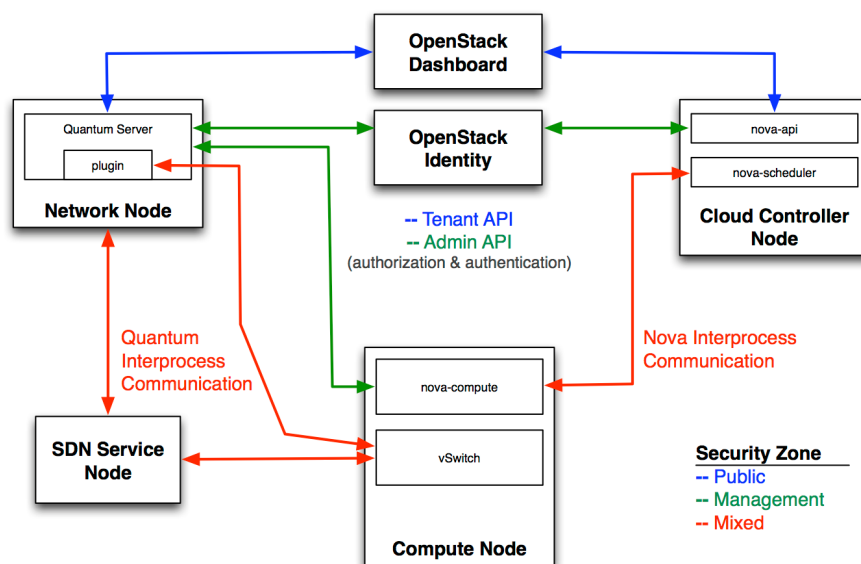 OpenStack
Dashboard
Quantum Server
plugin
Network Node
OpenStack
Identity
nova-api
nova-scheduler
Cloud Controller
Node
-- Tenant API
-- Admin API
(authorization & authentication)
Quantum
Interprocess
Communication
Nova Interprocess
Communication
SDN Service
Node
nova-compute
vSwitch
Compute Node
Security Zone
-- Public
-- Management
-- Mixed